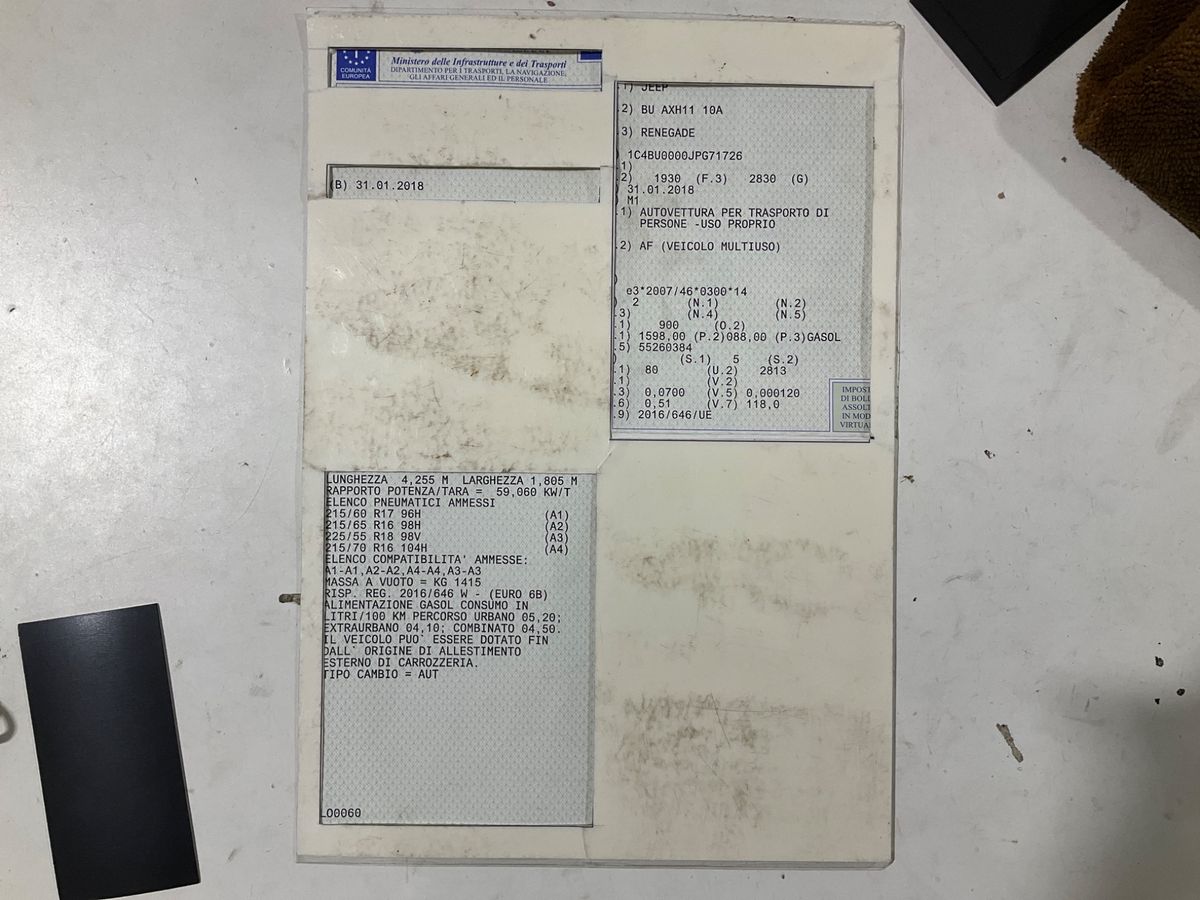 COMUNITÀ
EUROPEA
Ministero delle Infrastrutture e dei Trasporti
DIPARTIMENTO PER I TRASPORTI, LA NAVIGAZIONE,
GLI AFFARI GENERALI ED IL PERSONALE
(B) 31.01.2018
LUNGHEZZA 4,255 M LARGHEZZA 1,805 M
RAPPORTO POTENZA/TARA = 59,060 KW/T
ELENCO PNEUMATICI AMMESSI
215/60 R17 96H (A1)
215/65 R16 98H (A2)
225/55 R18 98V (A3)
215/70 R16 104H (A4)
ELENCO COMPATIBILITA' AMMESSE:
A1-A1,A2-A2,A4-A4,A3-A3
MASSA A VUOTO = KG 1415
RISP. REG. 2016/646 W - (EURO 6B)
ALIMENTAZIONE GASOL CONSUMO IN
LITRI/100 KM PERCORSO URBANO 05,20;
EXTRAURBANO 04,10; COMBINATO 04,50.
IL VEICOLO PUO' ESSERE DOTATO FIN
DALL' ORIGINE DI ALLESTIMENTO
ESTERNO DI CARROZZERIA.
TIPO CAMBIO = AUT
LO0060
.1) JEEP
.2) BU AXH11 10A
.3) RENEGADE
) 1C4BU0000JPG71726
.1)
.2) 1930 (F.3) 2830 (G)
) 31.01.2018
) M1
.1) AUTOVETTURA PER TRASPORTO DI
PERSONE -USO PROPRIO
.2) AF (VEICOLO MULTIUSO)
)
e3*2007/46*0300*14
) 2 (N.1) (N.2)
.3) (N.4) (N.5)
.1) 900 (O.2)
.1) 1598,00 (P.2)088,00 (P.3)GASOL
.5) 55260384
) (S.1) 5 (S.2)
.1) 80 (U.2) 2813
.1) (V.2)
.3) 0,0700 (V.5) 0,000120
.6) 0,51 (V.7) 118,0
.9) 2016/646/UE
IMPOST
DI BOLL
ASSOLT
IN MOD
VIRTUA